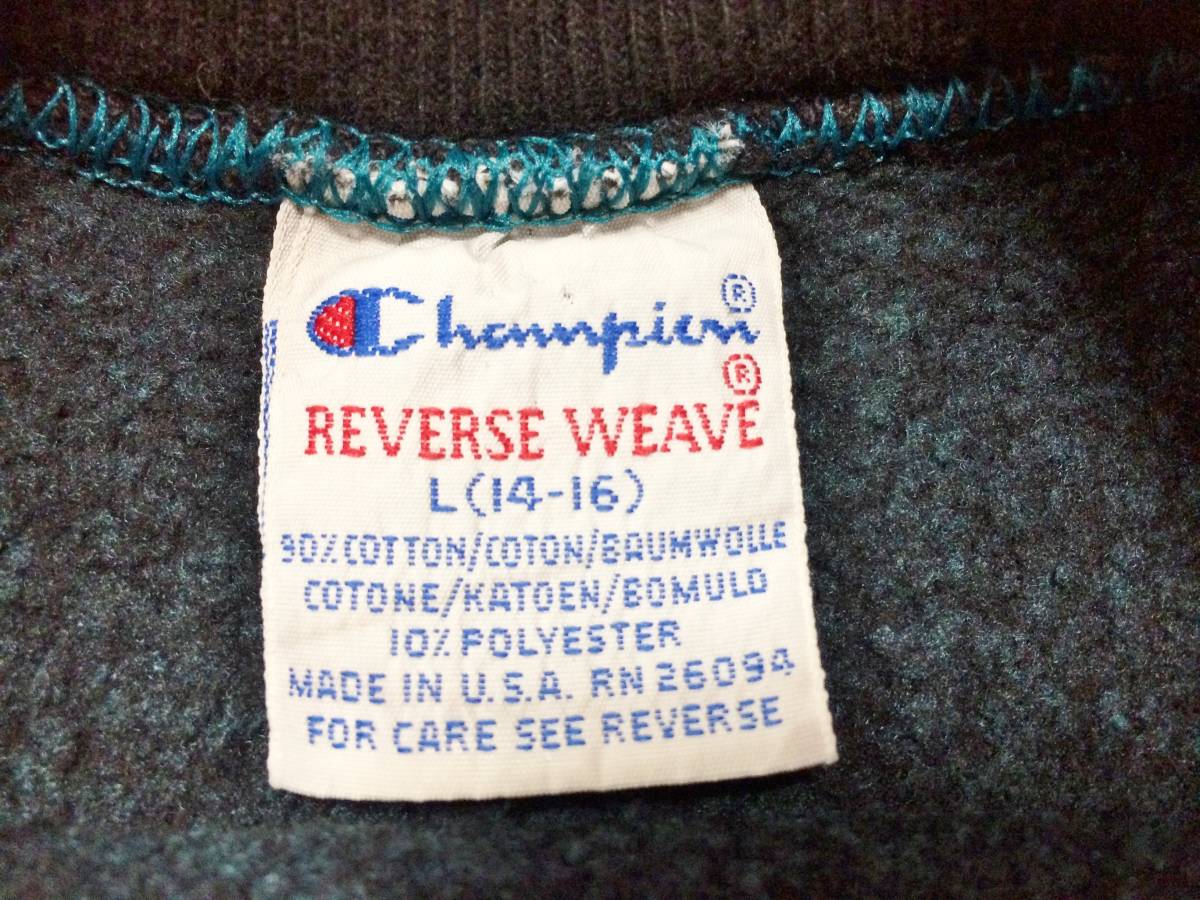 Champion®
REVERSE WEAVE®
L(14-16)
90% COTTON/COTON/BAUMWOLLE
COTONE/KATOEN/BOMULD
10% POLYESTER
MADE IN U.S.A. RN 26094
FOR CARE SEE REVERSE